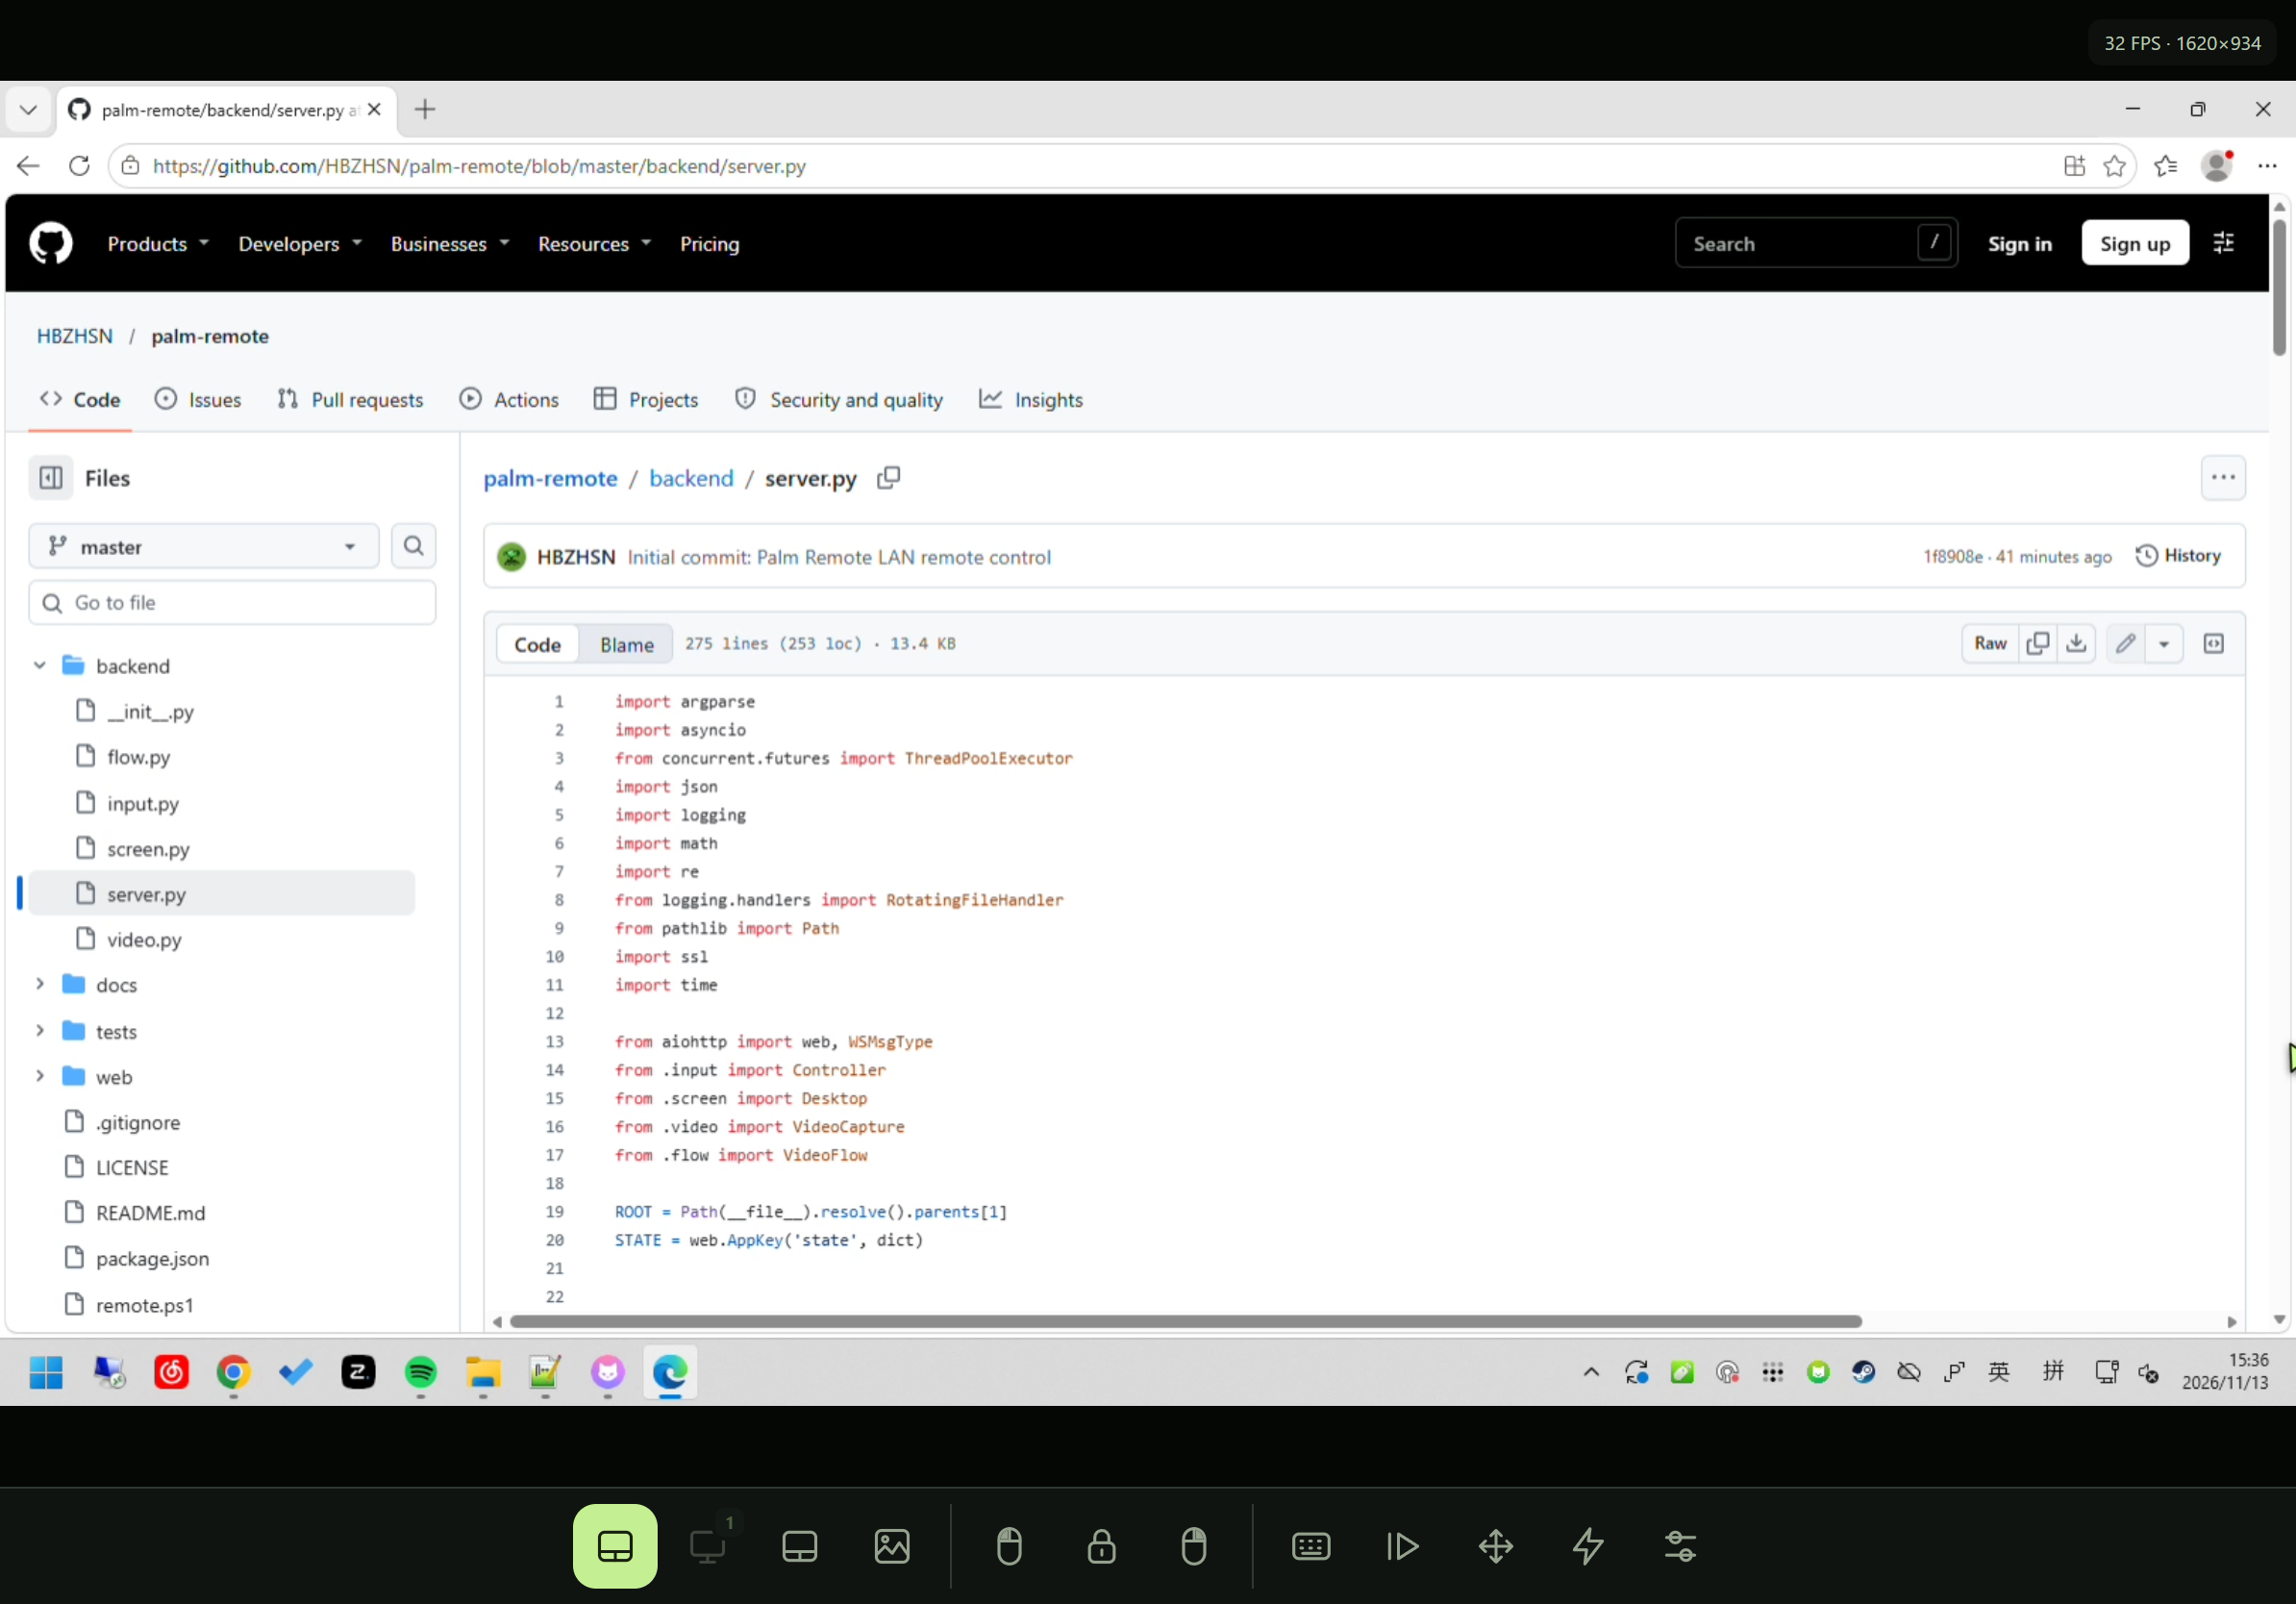 32 FPS · 1620×934
palm-remote/backend/server.py at
https://github.com/HBZHSN/palm-remote/blob/master/backend/server.py
Products Developers Businesses Resources Pricing Search / Sign in Sign up
HBZHSN / palm-remote
Code Issues Pull requests Actions Projects Security and quality Insights
Files
master
Go to file
backend
__init__.py
flow.py
input.py
screen.py
server.py
video.py
docs
tests
web
.gitignore
LICENSE
README.md
package.json
remote.ps1
palm-remote / backend / server.py
HBZHSN Initial commit: Palm Remote LAN remote control 1f8908e · 41 minutes ago History
Code Blame 275 lines (253 loc) · 13.4 KB Raw
1 import argparse
2 import asyncio
3 from concurrent.futures import ThreadPoolExecutor
4 import json
5 import logging
6 import math
7 import re
8 from logging.handlers import RotatingFileHandler
9 from pathlib import Path
10 import ssl
11 import time
12
13 from aiohttp import web, WSMsgType
14 from .input import Controller
15 from .screen import Desktop
16 from .video import VideoCapture
17 from .flow import VideoFlow
18
19 ROOT = Path(__file__).resolve().parents[1]
20 STATE = web.AppKey('state', dict)
21
22
英 拼 15:36
2026/11/13
1